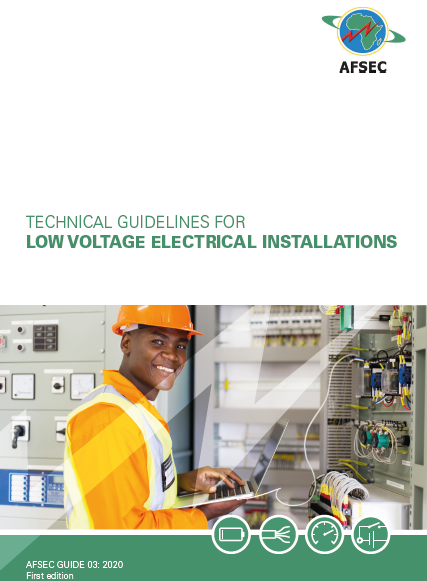 AFSEC
TECHNICAL GUIDELINES FOR
LOW VOLTAGE ELECTRICAL INSTALLATIONS
AFSEC GUIDE 03: 2020
First edition